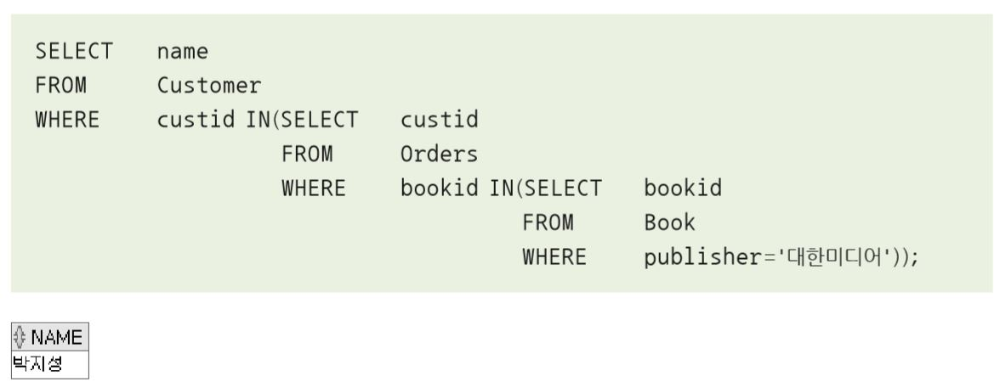 SELECT name
FROM Customer
WHERE custid IN(SELECT custid
FROM Orders
WHERE bookid IN(SELECT bookid
FROM Book
WHERE publisher='대한미디어'));
NAME
박지성